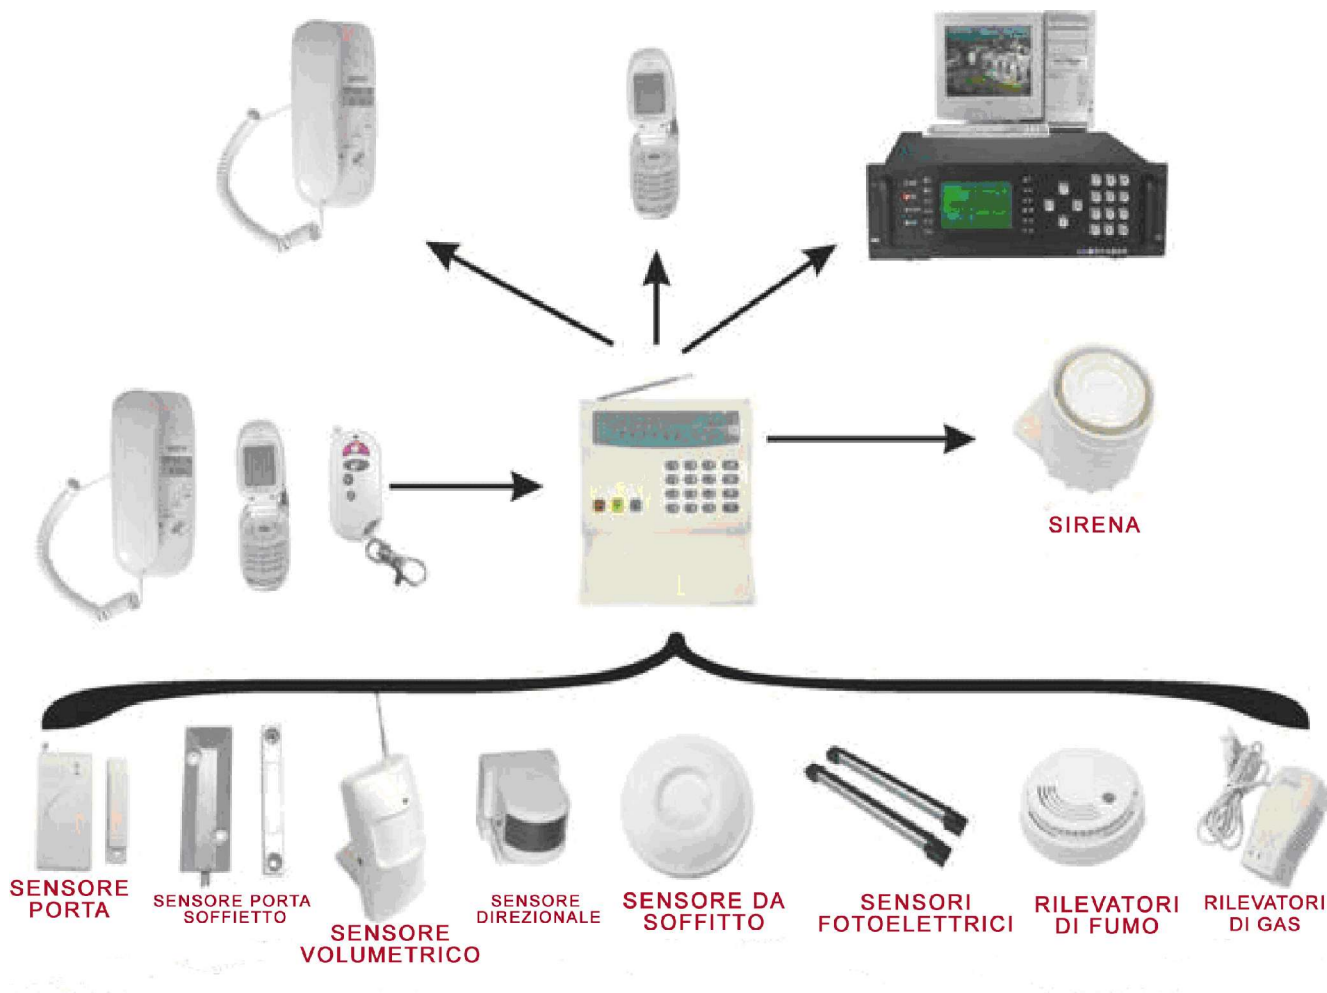 SIRENA
SENSORE
PORTA
SENSORE PORTA
SOFFIETTO
SENSORE
VOLUMETRICO
SENSORE
DIREZIONALE
SENSORE DA
SOFFITTO
SENSORI
FOTOELETTRICI
RILEVATORI
DI FUMO
RILEVATORI
DI GAS